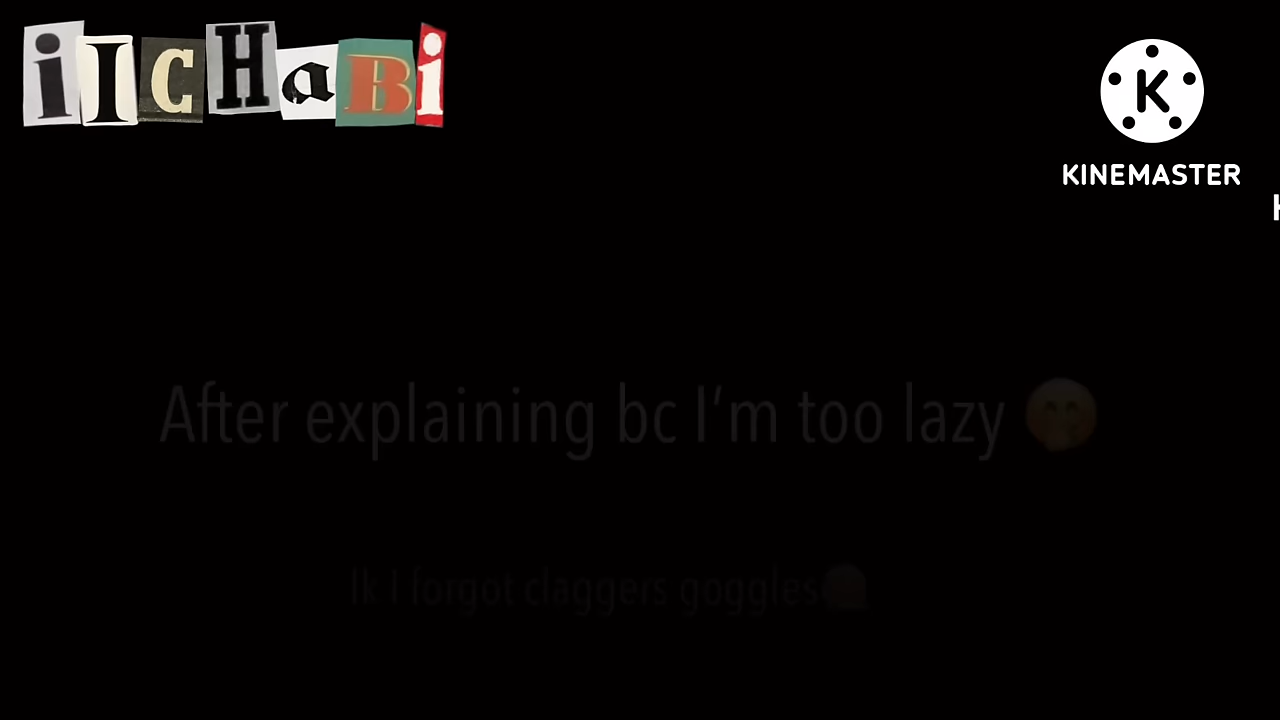 iIcHaBi
KINEMASTER
K
After explaining bc I'm too lazy 🤭
Ik I forgot claggers goggles